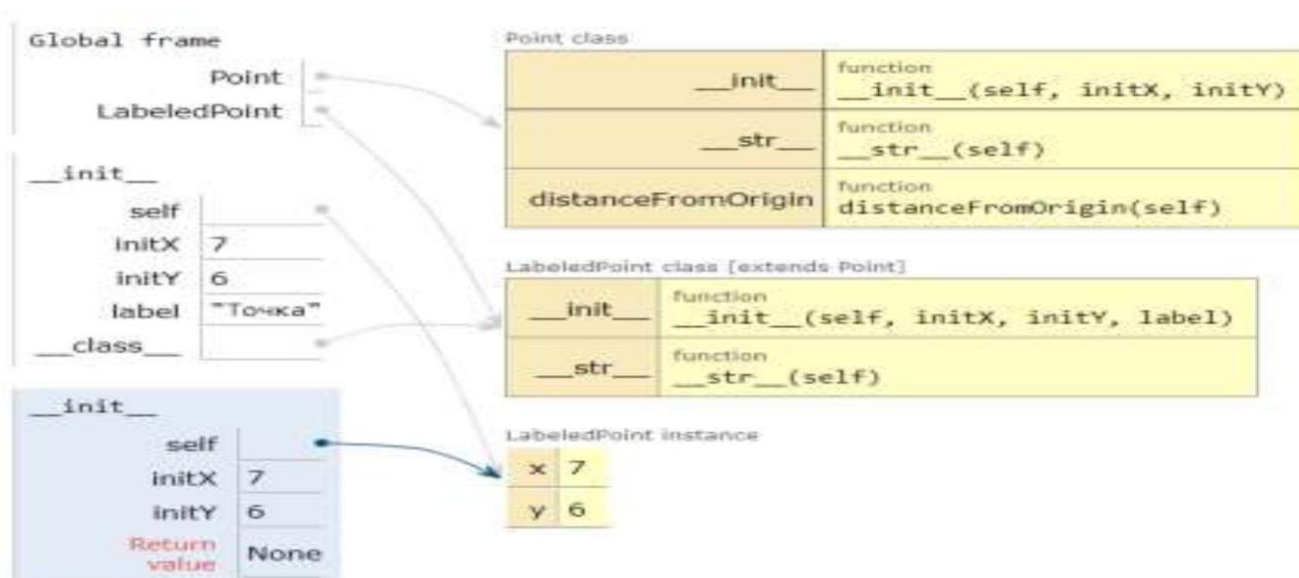 Global frame
Point
LabeledPoint
__init__
self
initX 7
initY 6
label "Точка"
__class__
__init__
self
initX 7
initY 6
Return
value None
Point class
__init__ function
__init__(self, initX, initY)
__str__ function
__str__(self)
distanceFromOrigin function
distanceFromOrigin(self)
LabeledPoint class [extends Point]
__init__ function
__init__(self, initX, initY, label)
__str__ function
__str__(self)
LabeledPoint instance
x 7
y 6